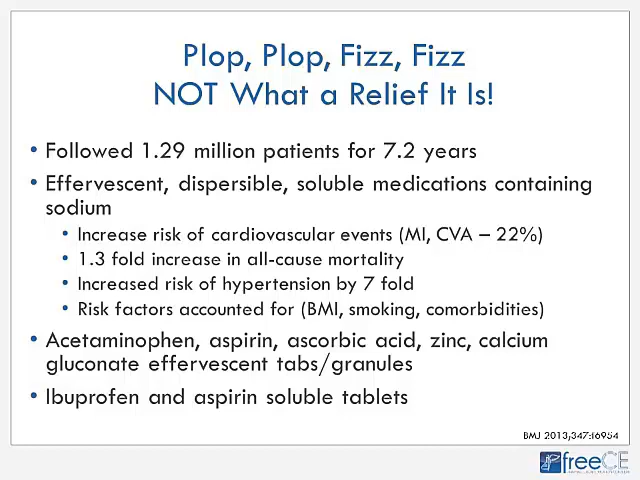 Plop, Plop, Fizz, Fizz
NOT What a Relief It Is!
• Followed 1.29 million patients for 7.2 years
• Effervescent, dispersible, soluble medications containing
sodium
• Increase risk of cardiovascular events (MI, CVA – 22%)
• 1.3 fold increase in all-cause mortality
• Increased risk of hypertension by 7 fold
• Risk factors accounted for (BMI, smoking, comorbidities)
• Acetaminophen, aspirin, ascorbic acid, zinc, calcium
gluconate effervescent tabs/granules
• Ibuprofen and aspirin soluble tablets
BMJ 2013;347:f6954
freeCE